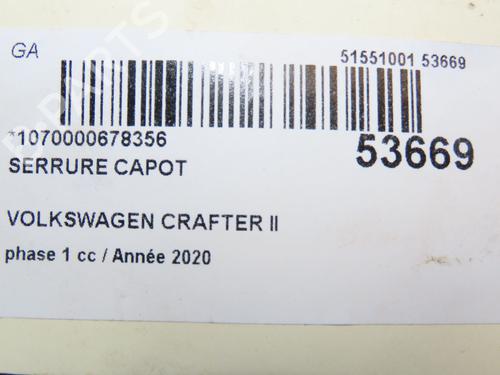 GA
51551001 53669
*1070000678356
53669
SERRURE CAPOT
VOLKSWAGEN CRAFTER II
phase 1 cc / Année 2020